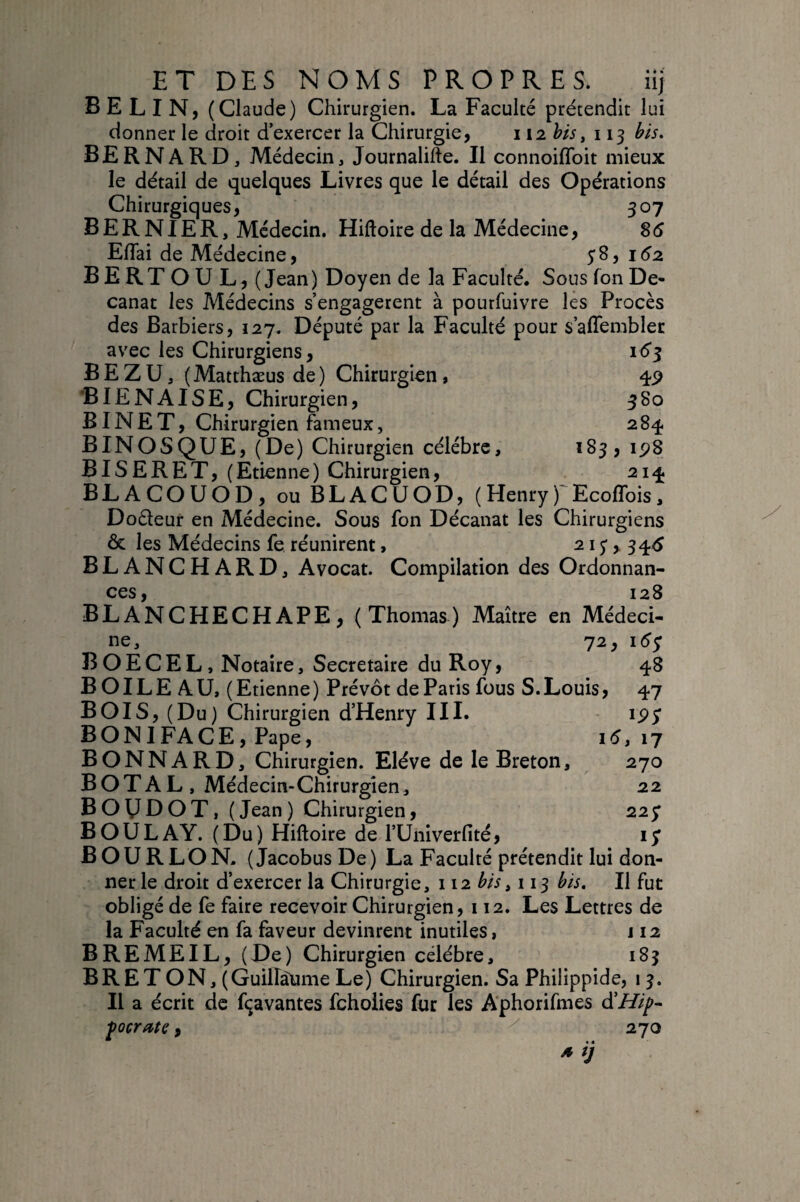 ET DES NOMS PROPRES. iij
BELIN, (Claude) Chirurgien. La Faculté prétendit lui
donner le droit d'exercer la Chirurgie, 112 bis, 113 bis.
BERNARD, Médecin, Journaliſte. Il connoiſſoit mieux
le détail de quelques Livres que le détail des Opérations
Chirurgiques, 307
BERNIER, Médecin. Hiſtoire de la Médecine, 86
Eſſai de Médecine, 58, 162
BERTOUL, (Jean) Doyen de la Faculté. Sous ſon De-
canat les Médecins s'engagerent à pourſuivre les Procès
des Barbiers, 127. Député par la Faculté pour s'aſſembler
avec les Chirurgiens, 163
BEZU, (Matthæus de) Chirurgien, 49
BIENAISE, Chirurgien, 380
BINET, Chirurgien fameux, 284
BINOSQUE, (De) Chirurgien célébre, 183, 198
BISERET, (Etienne) Chirurgien, 214
BLACOUOD, ou BLACUOD, (Henry) Ecoſſois,
Docteur en Médecine. Sous ſon Décanat les Chirurgiens
& les Médecins ſe réunirent, 215, 346
BLANCHARD, Avocat. Compilation des Ordonnan-
ces, 128
BLANCHECHAPE, (Thomas) Maître en Médeci-
ne, 72, 165
BOECEL, Notaire, Secretaire du Roy, 48
BOILEAU, (Etienne) Prévôt de Paris ſous S. Louis, 47
BOIS, (Du) Chirurgien d'Henry III. 195
BONIFACE, Pape, 16, 17
BONNARD, Chirurgien. Eléve de le Breton, 270
BOTAL, Médecin-Chirurgien, 22
BOUDOT, (Jean) Chirurgien, 225
BOULAY. (Du) Hiſtoire de l'Univerſité, 15
BOURLON. (Jacobus De) La Faculté prétendit lui don-
ner le droit d'exercer la Chirurgie, 112 bis, 113 bis. Il fut
obligé de ſe faire recevoir Chirurgien, 112. Les Lettres de
la Faculté en ſa faveur devinrent inutiles, 112
BREMEIL, (De) Chirurgien célébre, 183
BRETON, (Guillaume Le) Chirurgien. Sa Philippide, 13.
Il a écrit de ſçavantes ſcholies ſur les Aphoriſmes d'Hip-
pocrate, 270
a ij